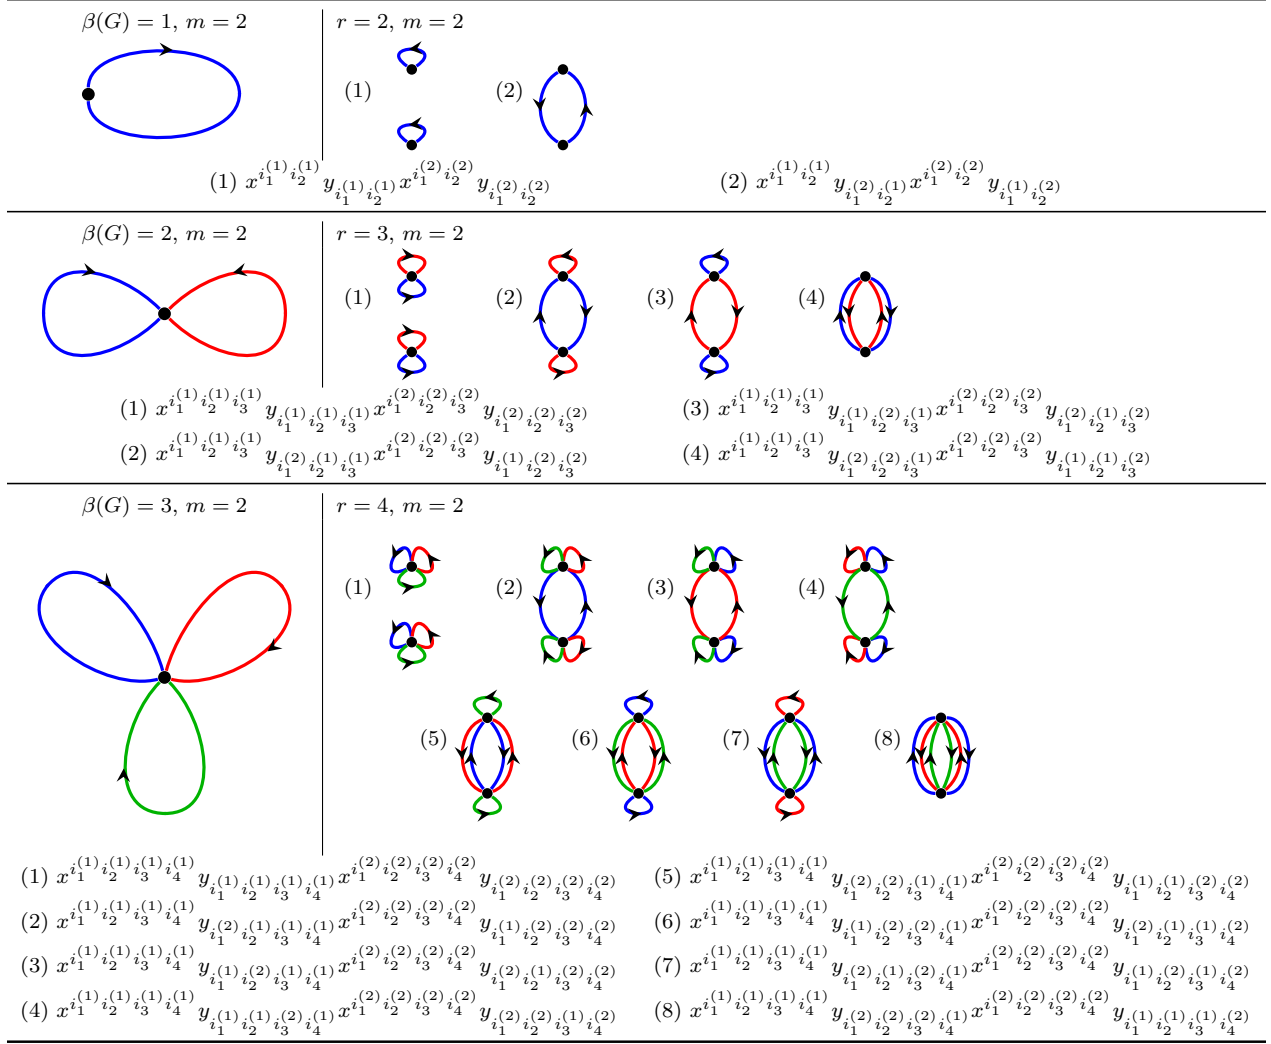 β(G) = 1, m = 2
r = 2, m = 2
(1)
(2)
(1) $x^{i_1^{(1)}i_2^{(1)}}y_{i_1^{(1)}i_2^{(1)}}x^{i_1^{(2)}i_2^{(2)}}y_{i_1^{(2)}i_2^{(2)}}$
(2) $x^{i_1^{(1)}i_2^{(1)}}y_{i_1^{(2)}i_2^{(1)}}x^{i_1^{(2)}i_2^{(2)}}y_{i_1^{(1)}i_2^{(2)}}$
β(G) = 2, m = 2
r = 3, m = 2
(1)
(2)
(3)
(4)
(1) $x^{i_1^{(1)}i_2^{(1)}i_3^{(1)}}y_{i_1^{(1)}i_2^{(1)}i_3^{(1)}}x^{i_1^{(2)}i_2^{(2)}i_3^{(2)}}y_{i_1^{(2)}i_2^{(2)}i_3^{(2)}}$
(3) $x^{i_1^{(1)}i_2^{(1)}i_3^{(1)}}y_{i_1^{(1)}i_2^{(2)}i_3^{(1)}}x^{i_1^{(2)}i_2^{(2)}i_3^{(2)}}y_{i_1^{(2)}i_2^{(1)}i_3^{(2)}}$
(2) $x^{i_1^{(1)}i_2^{(1)}i_3^{(1)}}y_{i_1^{(2)}i_2^{(1)}i_3^{(1)}}x^{i_1^{(2)}i_2^{(2)}i_3^{(2)}}y_{i_1^{(1)}i_2^{(2)}i_3^{(2)}}$
(4) $x^{i_1^{(1)}i_2^{(1)}i_3^{(1)}}y_{i_1^{(2)}i_2^{(2)}i_3^{(1)}}x^{i_1^{(2)}i_2^{(2)}i_3^{(2)}}y_{i_1^{(1)}i_2^{(1)}i_3^{(2)}}$
β(G) = 3, m = 2
r = 4, m = 2
(1)
(2)
(3)
(4)
(5)
(6)
(7)
(8)
(1) $x^{i_1^{(1)}i_2^{(1)}i_3^{(1)}i_4^{(1)}}y_{i_1^{(1)}i_2^{(1)}i_3^{(1)}i_4^{(1)}}x^{i_1^{(2)}i_2^{(2)}i_3^{(2)}i_4^{(2)}}y_{i_1^{(2)}i_2^{(2)}i_3^{(2)}i_4^{(2)}}$
(5) $x^{i_1^{(1)}i_2^{(1)}i_3^{(1)}i_4^{(1)}}y_{i_1^{(2)}i_2^{(2)}i_3^{(1)}i_4^{(1)}}x^{i_1^{(2)}i_2^{(2)}i_3^{(2)}i_4^{(2)}}y_{i_1^{(1)}i_2^{(1)}i_3^{(2)}i_4^{(2)}}$
(2) $x^{i_1^{(1)}i_2^{(1)}i_3^{(1)}i_4^{(1)}}y_{i_1^{(2)}i_2^{(1)}i_3^{(1)}i_4^{(1)}}x^{i_1^{(2)}i_2^{(2)}i_3^{(2)}i_4^{(2)}}y_{i_1^{(1)}i_2^{(2)}i_3^{(2)}i_4^{(2)}}$
(6) $x^{i_1^{(1)}i_2^{(1)}i_3^{(1)}i_4^{(1)}}y_{i_1^{(1)}i_2^{(2)}i_3^{(2)}i_4^{(1)}}x^{i_1^{(2)}i_2^{(2)}i_3^{(2)}i_4^{(2)}}y_{i_1^{(2)}i_2^{(1)}i_3^{(1)}i_4^{(2)}}$
(3) $x^{i_1^{(1)}i_2^{(1)}i_3^{(1)}i_4^{(1)}}y_{i_1^{(1)}i_2^{(2)}i_3^{(1)}i_4^{(1)}}x^{i_1^{(2)}i_2^{(2)}i_3^{(2)}i_4^{(2)}}y_{i_1^{(2)}i_2^{(1)}i_3^{(2)}i_4^{(2)}}$
(7) $x^{i_1^{(1)}i_2^{(1)}i_3^{(1)}i_4^{(1)}}y_{i_1^{(2)}i_2^{(1)}i_3^{(2)}i_4^{(1)}}x^{i_1^{(2)}i_2^{(2)}i_3^{(2)}i_4^{(2)}}y_{i_1^{(1)}i_2^{(2)}i_3^{(1)}i_4^{(2)}}$
(4) $x^{i_1^{(1)}i_2^{(1)}i_3^{(1)}i_4^{(1)}}y_{i_1^{(1)}i_2^{(1)}i_3^{(2)}i_4^{(1)}}x^{i_1^{(2)}i_2^{(2)}i_3^{(2)}i_4^{(2)}}y_{i_1^{(2)}i_2^{(2)}i_3^{(1)}i_4^{(2)}}$
(8) $x^{i_1^{(1)}i_2^{(1)}i_3^{(1)}i_4^{(1)}}y_{i_1^{(2)}i_2^{(2)}i_3^{(2)}i_4^{(1)}}x^{i_1^{(2)}i_2^{(2)}i_3^{(2)}i_4^{(2)}}y_{i_1^{(1)}i_2^{(1)}i_3^{(1)}i_4^{(2)}}$